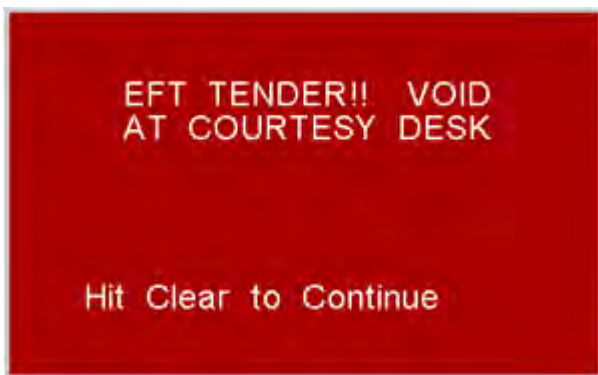 EFT TENDER!! VOID
AT COURTESY DESK
Hit Clear to Continue